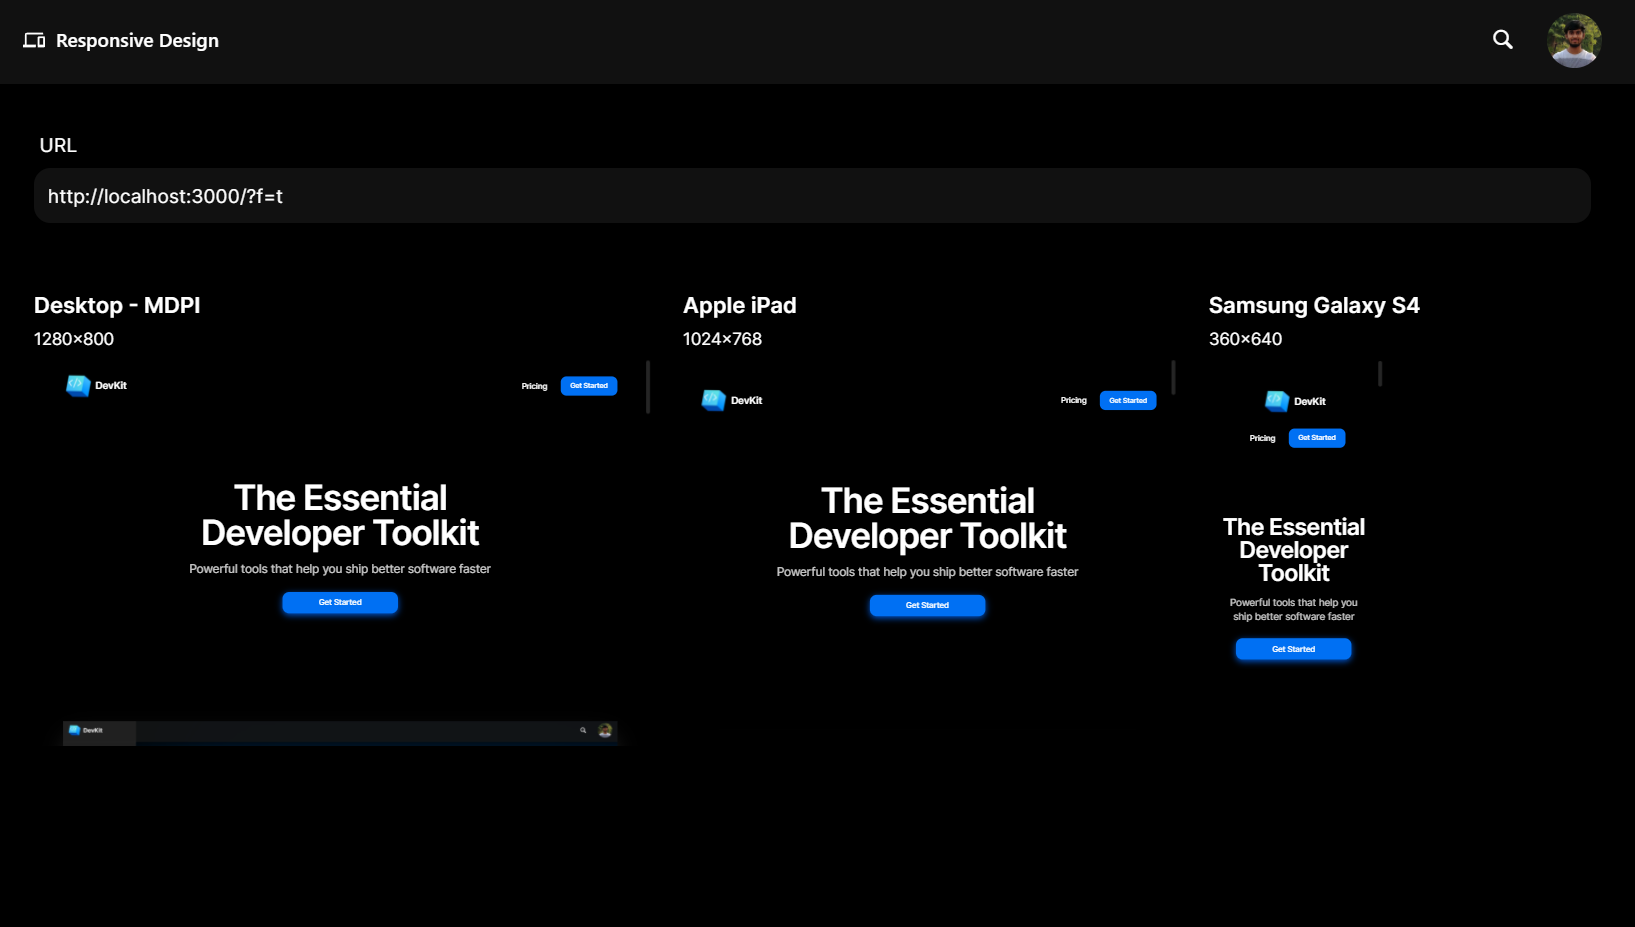 Responsive Design
URL
http://localhost:3000/?f=t
Desktop - MDPI
1280×800
DevKit
Pricing
Get Started
The Essential
Developer Toolkit
Powerful tools that help you ship better software faster
Get Started
DevKit
Apple iPad
1024×768
DevKit
Pricing
Get Started
The Essential
Developer Toolkit
Powerful tools that help you ship better software faster
Get Started
Samsung Galaxy S4
360×640
DevKit
Pricing
Get Started
The Essential
Developer
Toolkit
Powerful tools that help you
ship better software faster
Get Started